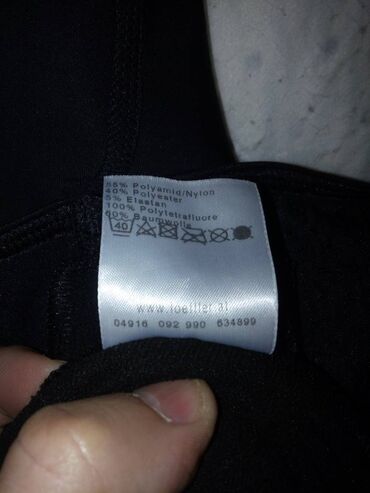 55% Polyamid/Nylon
40% Polyester
5% Elastan
100% Polytetrafluore
60% Baumwolle
40
www.loeffler.at
04916 092 990 634899